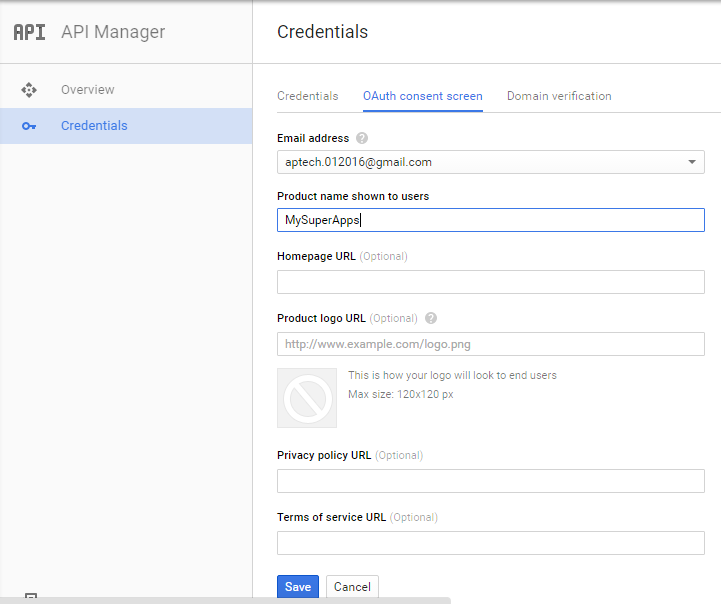 API API Manager
Credentials
Overview
Credentials
Credentials OAuth consent screen Domain verification
Email address ?
aptech.012016@gmail.com
Product name shown to users
MySuperApps
Homepage URL (Optional)
Product logo URL (Optional) ?
http://www.example.com/logo.png
This is how your logo will look to end users
Max size: 120x120 px
Privacy policy URL (Optional)
Terms of service URL (Optional)
Save Cancel